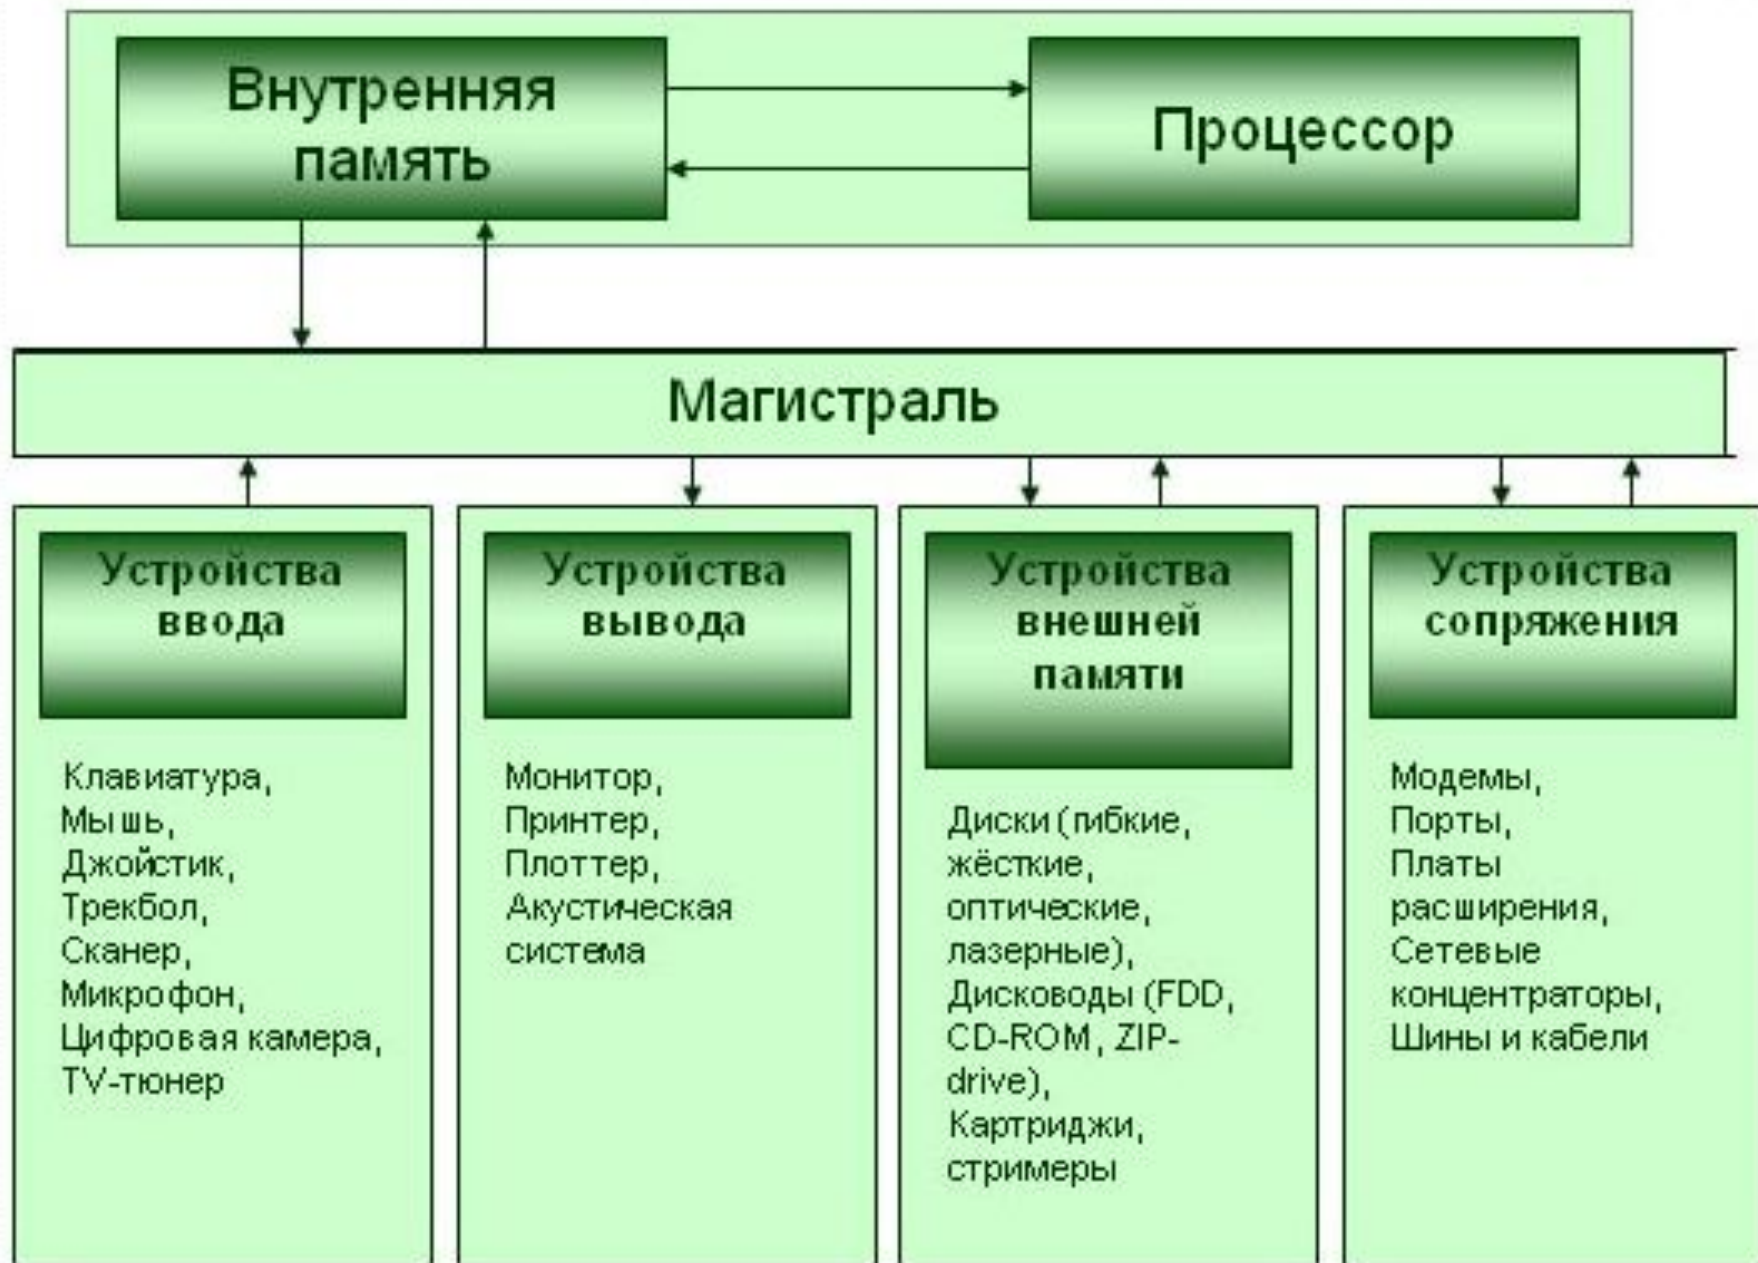 Внутренняя
память
Процессор
Магистраль
Устройства
ввода
Клавиатура,
Мышь,
Джойстик,
Трекбол,
Сканер,
Микрофон,
Цифровая камера,
TV-тюнер
Устройства
вывода
Монитор,
Принтер,
Плоттер,
Акустическая
система
Устройства
внешней
памяти
Диски (гибкие,
жёсткие,
оптические,
лазерные),
Дисководы (FDD,
CD-ROM, ZIP-
drive),
Картриджи,
стримеры
Устройства
сопряжения
Модемы,
Порты,
Платы
расширения,
Сетевые
концентраторы,
Шины и кабели